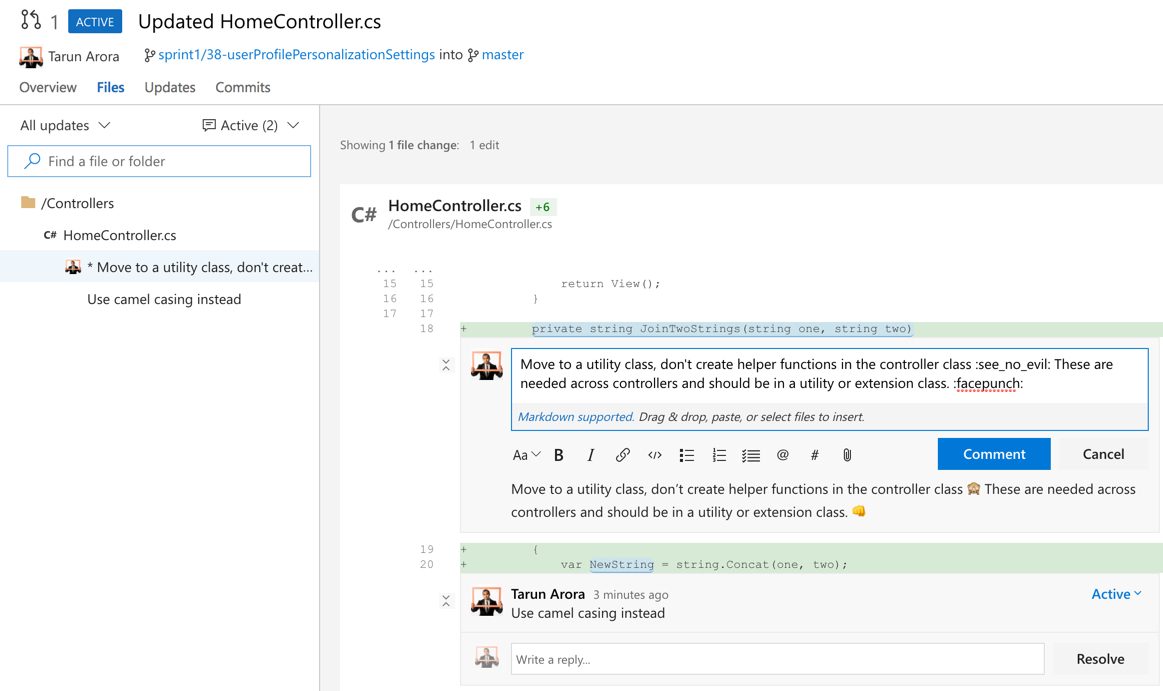 1 ACTIVE Updated HomeController.cs
Tarun Arora sprint1/38-userProfilePersonalizationSettings into master
Overview Files Updates Commits
All updates Active (2)
Find a file or folder
/Controllers
C# HomeController.cs
* Move to a utility class, don't creat...
Use camel casing instead
Showing 1 file change: 1 edit
C# HomeController.cs +6
/Controllers/HomeController.cs
... ...
15 15 return View();
16 16 }
17 17
18 + private string JoinTwoStrings(string one, string two)
Move to a utility class, don't create helper functions in the controller class :see_no_evil: These are
needed across controllers and should be in a utility or extension class. :facepunch:
Markdown supported. Drag & drop, paste, or select files to insert.
Aa B I </> @ # Comment Cancel
Move to a utility class, don’t create helper functions in the controller class 🙈 These are needed across
controllers and should be in a utility or extension class. 👊
19 + {
20 + var NewString = string.Concat(one, two);
Tarun Arora 3 minutes ago Active
Use camel casing instead
Write a reply... Resolve